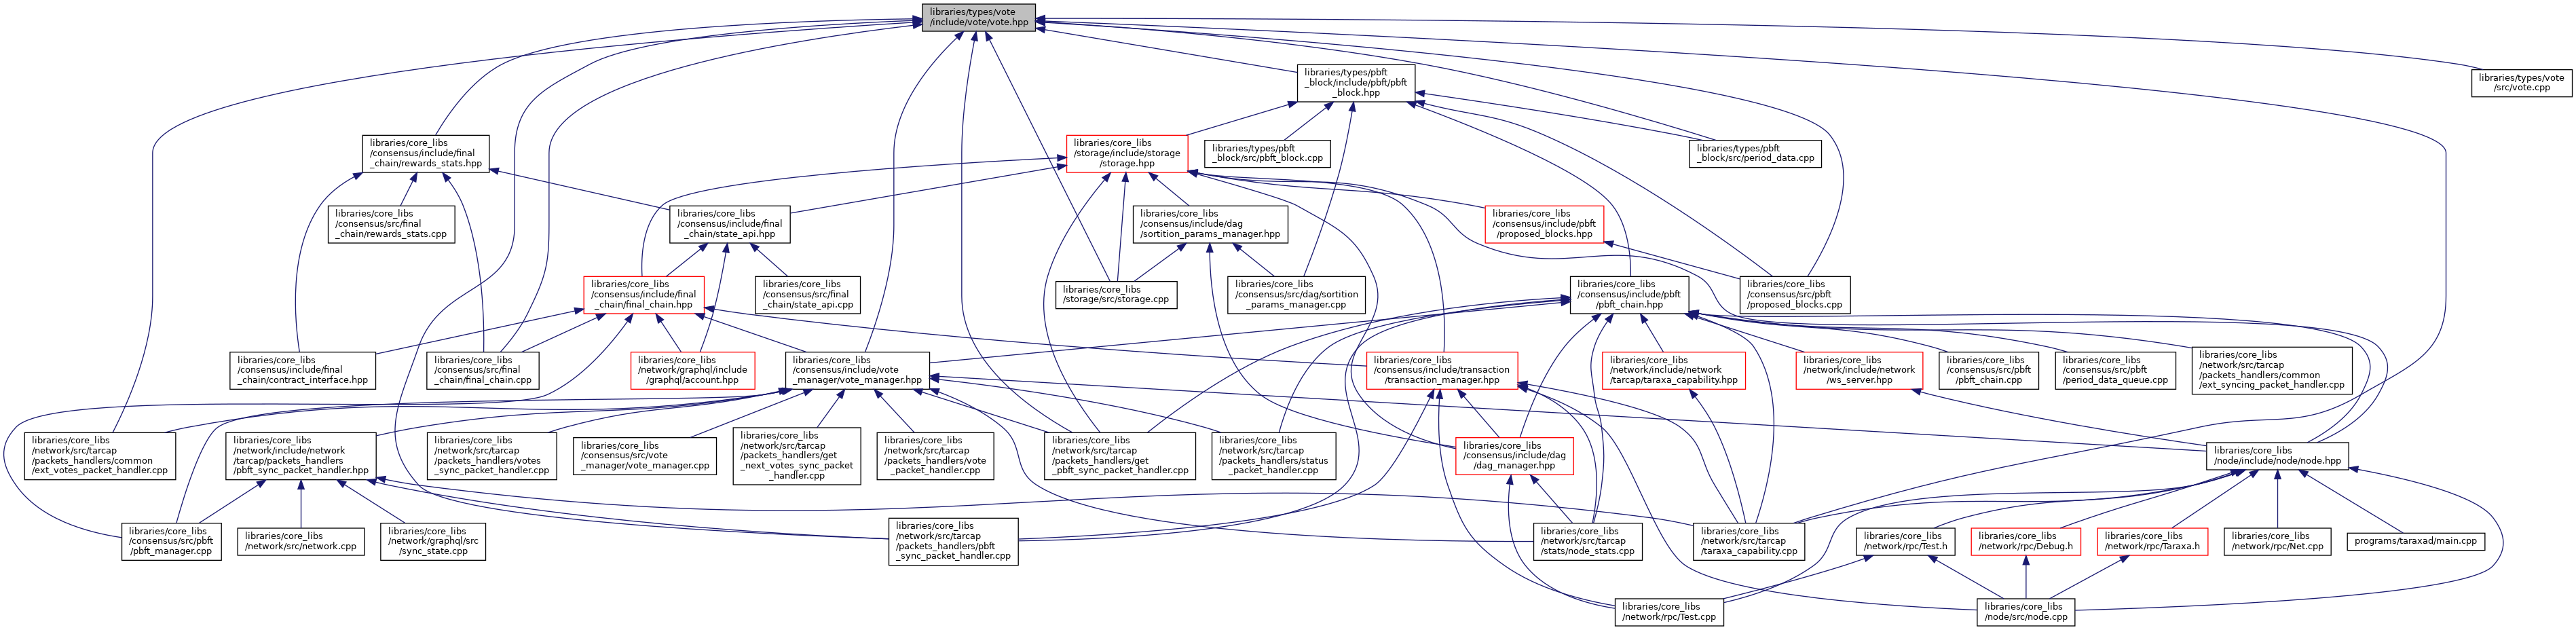 libraries/types/vote
/include/vote/vote.hpp
libraries/types/pbft
_block/include/pbft/pbft
_block.hpp
libraries/types/vote
/src/vote.cpp
libraries/core_libs
/consensus/include/final
_chain/rewards_stats.hpp
libraries/core_libs
/storage/include/storage
/storage.hpp
libraries/types/pbft
_block/src/pbft_block.cpp
libraries/types/pbft
_block/src/period_data.cpp
libraries/core_libs
/consensus/src/final
_chain/rewards_stats.cpp
libraries/core_libs
/consensus/include/final
_chain/state_api.hpp
libraries/core_libs
/consensus/include/dag
/sortition_params_manager.hpp
libraries/core_libs
/consensus/include/pbft
/proposed_blocks.hpp
libraries/core_libs
/consensus/include/final
_chain/final_chain.hpp
libraries/core_libs
/consensus/src/final
_chain/state_api.cpp
libraries/core_libs
/storage/src/storage.cpp
libraries/core_libs
/consensus/src/dag/sortition
_params_manager.cpp
libraries/core_libs
/consensus/include/pbft
/pbft_chain.hpp
libraries/core_libs
/consensus/src/pbft
/proposed_blocks.cpp
libraries/core_libs
/consensus/include/final
_chain/contract_interface.hpp
libraries/core_libs
/consensus/src/final
_chain/final_chain.cpp
libraries/core_libs
/network/graphql/include
/graphql/account.hpp
libraries/core_libs
/consensus/include/vote
_manager/vote_manager.hpp
libraries/core_libs
/consensus/include/transaction
/transaction_manager.hpp
libraries/core_libs
/network/include/network
/tarcap/taraxa_capability.hpp
libraries/core_libs
/network/include/network
/ws_server.hpp
libraries/core_libs
/consensus/src/pbft
/pbft_chain.cpp
libraries/core_libs
/consensus/src/pbft
/period_data_queue.cpp
libraries/core_libs
/network/src/tarcap
/packets_handlers/common
/ext_syncing_packet_handler.cpp
libraries/core_libs
/network/src/tarcap
/packets_handlers/common
/ext_votes_packet_handler.cpp
libraries/core_libs
/network/include/network
/tarcap/packets_handlers
/pbft_sync_packet_handler.hpp
libraries/core_libs
/network/src/tarcap
/packets_handlers/votes
_sync_packet_handler.cpp
libraries/core_libs
/consensus/src/vote
_manager/vote_manager.cpp
libraries/core_libs
/network/src/tarcap
/packets_handlers/get
_next_votes_sync_packet
_handler.cpp
libraries/core_libs
/network/src/tarcap
/packets_handlers/vote
_packet_handler.cpp
libraries/core_libs
/network/src/tarcap
/packets_handlers/get
_pbft_sync_packet_handler.cpp
libraries/core_libs
/network/src/tarcap
/packets_handlers/status
_packet_handler.cpp
libraries/core_libs
/consensus/include/dag
/dag_manager.hpp
libraries/core_libs
/node/include/node/node.hpp
libraries/core_libs
/consensus/src/pbft
/pbft_manager.cpp
libraries/core_libs
/network/src/network.cpp
libraries/core_libs
/network/graphql/src
/sync_state.cpp
libraries/core_libs
/network/src/tarcap
/packets_handlers/pbft
_sync_packet_handler.cpp
libraries/core_libs
/network/src/tarcap
/stats/node_stats.cpp
libraries/core_libs
/network/src/tarcap
/taraxa_capability.cpp
libraries/core_libs
/network/rpc/Test.h
libraries/core_libs
/network/rpc/Debug.h
libraries/core_libs
/network/rpc/Taraxa.h
libraries/core_libs
/network/rpc/Net.cpp
programs/taraxad/main.cpp
libraries/core_libs
/network/rpc/Test.cpp
libraries/core_libs
/node/src/node.cpp